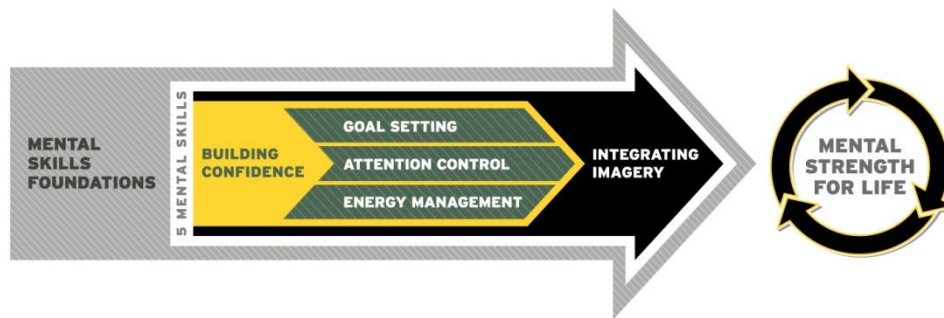 MENTAL
SKILLS
FOUNDATIONS
5 MENTAL SKILLS
BUILDING
CONFIDENCE
GOAL SETTING
ATTENTION CONTROL
ENERGY MANAGEMENT
INTEGRATING
IMAGERY
MENTAL
STRENGTH
FOR LIFE